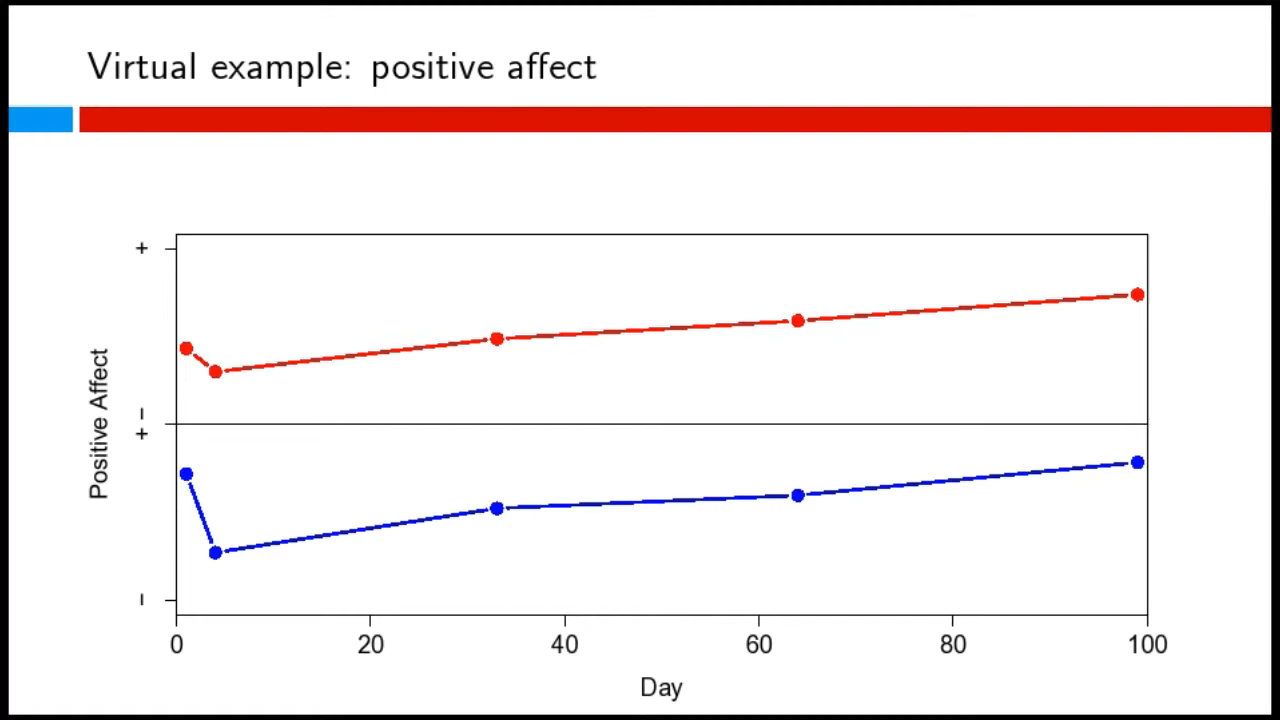 Virtual example: positive affect
+
–
+
–
Positive Affect
0 20 40 60 80 100
Day